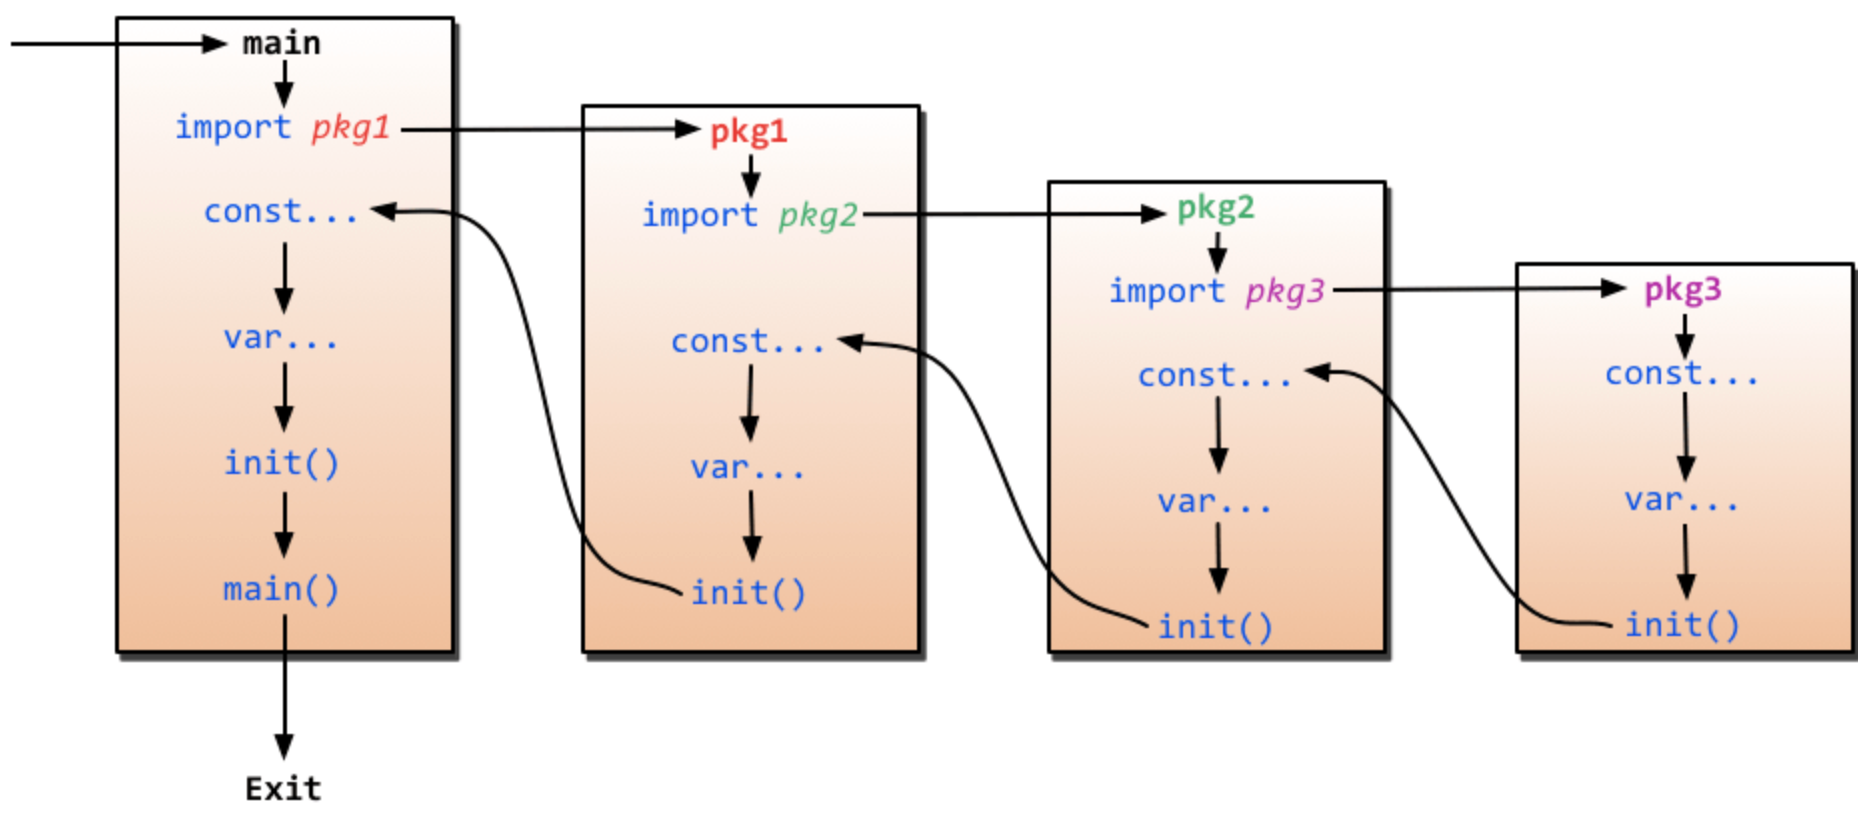 main
import pkg1
const...
var...
init()
main()
Exit
pkg1
import pkg2
const...
var...
init()
pkg2
import pkg3
const...
var...
init()
pkg3
const...
var...
init()